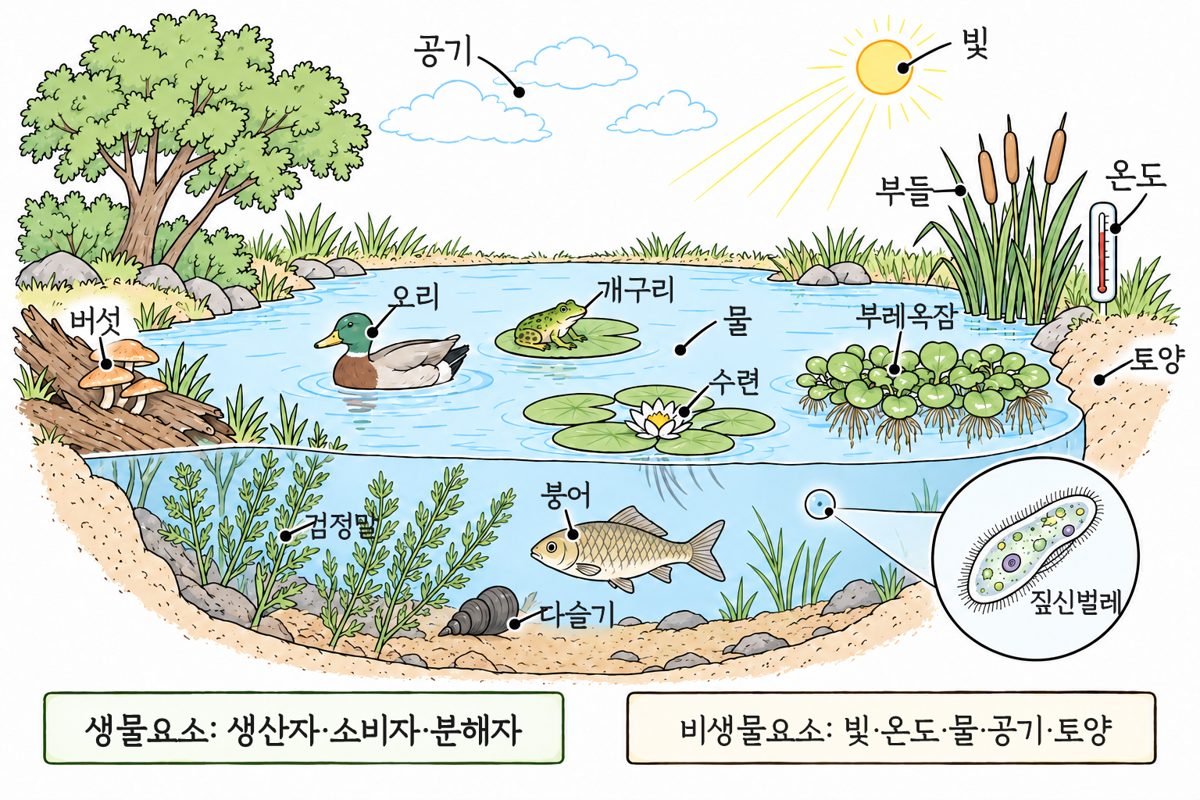 공기
빛
부들
온도
오리
개구리
버섯
물
부레옥잠
토양
수련
붕어
검정말
다슬기
짚신벌레
생물요소: 생산자·소비자·분해자
비생물요소: 빛·온도·물·공기·토양